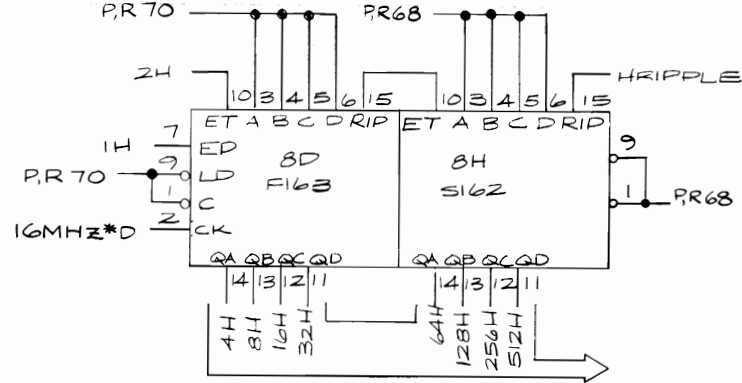 P,R 70
P,R68
2H
HRIPPLE
10 3 4 5 6 15
10 3 4 5 6 15
ET A B C D RIP
ET A B C D RIP
1H
7
ED
P,R 70
9
LD
1
C
16MHZ*D
2
CK
8D
F163
8H
S162
9
1
P,R68
QA QB QC QD
QA QB QC QD
14 13 12 11
14 13 12 11
4H
8H
16H
32H
64H
128H
256H
512H